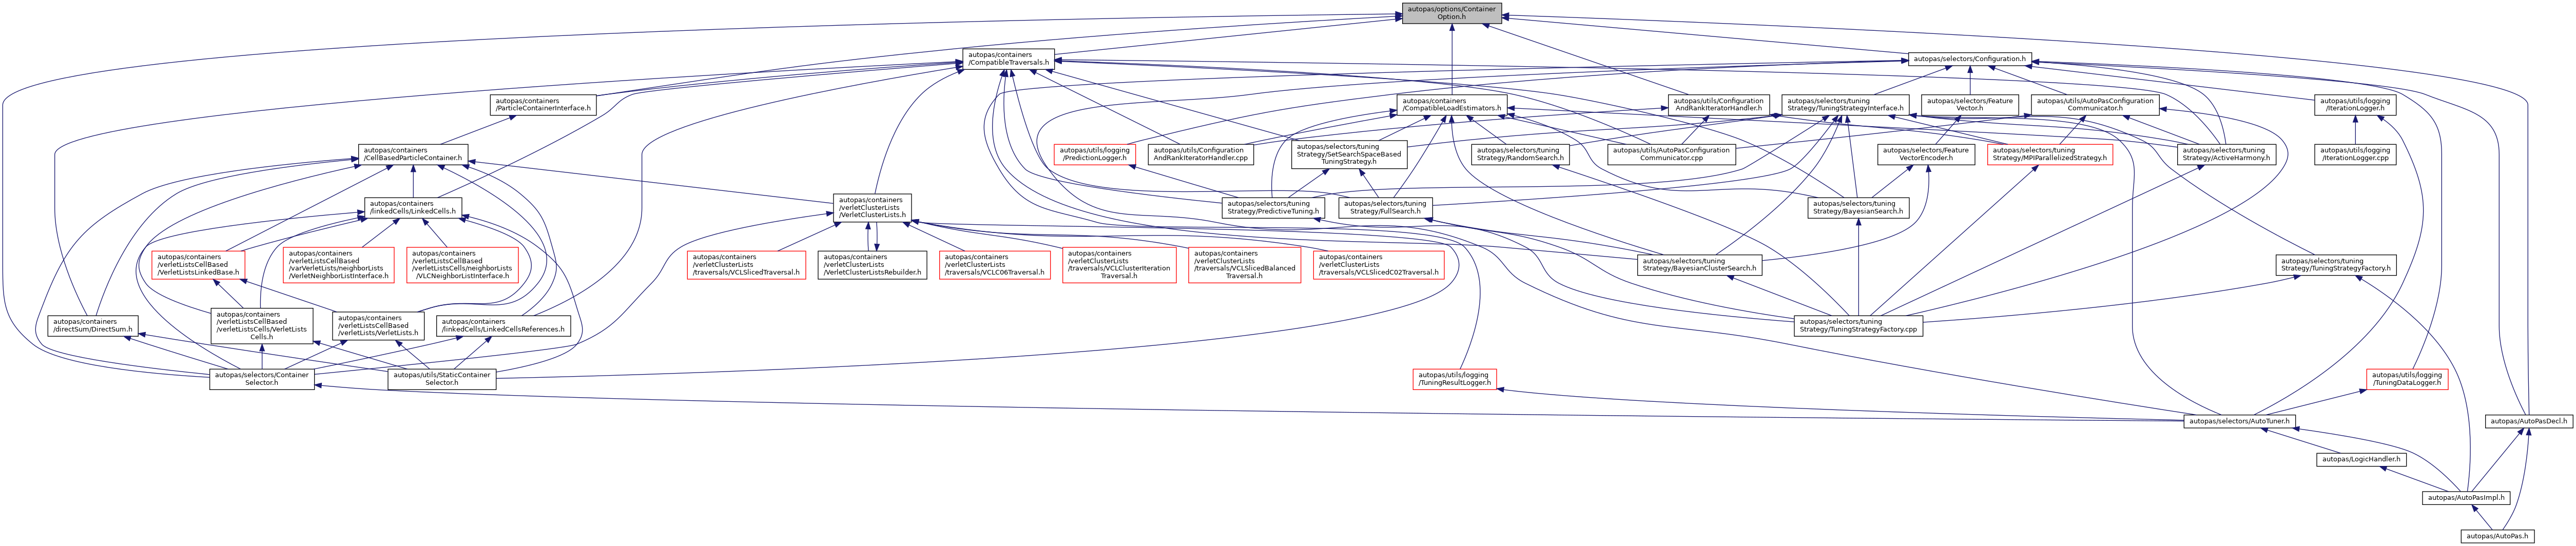 autopas/options/Container
Option.h
autopas/containers
/CompatibleTraversals.h
autopas/selectors/Configuration.h
autopas/containers
/ParticleContainerInterface.h
autopas/containers
/CompatibleLoadEstimators.h
autopas/utils/Configuration
AndRankIteratorHandler.h
autopas/selectors/tuning
Strategy/TuningStrategyInterface.h
autopas/selectors/Feature
Vector.h
autopas/utils/AutoPasConfiguration
Communicator.h
autopas/utils/logging
/IterationLogger.h
autopas/containers
/CellBasedParticleContainer.h
autopas/utils/logging
/PredictionLogger.h
autopas/utils/Configuration
AndRankIteratorHandler.cpp
autopas/selectors/tuning
Strategy/SetSearchSpaceBased
TuningStrategy.h
autopas/selectors/tuning
Strategy/RandomSearch.h
autopas/utils/AutoPasConfiguration
Communicator.cpp
autopas/selectors/Feature
VectorEncoder.h
autopas/selectors/tuning
Strategy/MPIParallelizedStrategy.h
autopas/selectors/tuning
Strategy/ActiveHarmony.h
autopas/utils/logging
/IterationLogger.cpp
autopas/containers
/linkedCells/LinkedCells.h
autopas/containers
/verletClusterLists
/VerletClusterLists.h
autopas/selectors/tuning
Strategy/PredictiveTuning.h
autopas/selectors/tuning
Strategy/FullSearch.h
autopas/selectors/tuning
Strategy/BayesianSearch.h
autopas/containers
/verletListsCellBased
/VerletListsLinkedBase.h
autopas/containers
/verletListsCellBased
/varVerletLists/neighborLists
/VerletNeighborListInterface.h
autopas/containers
/verletListsCellBased
/verletListsCells/neighborLists
/VLCNeighborListInterface.h
autopas/containers
/verletClusterLists
/traversals/VCLSlicedTraversal.h
autopas/containers
/verletClusterLists
/VerletClusterListsRebuilder.h
autopas/containers
/verletClusterLists
/traversals/VCLC06Traversal.h
autopas/containers
/verletClusterLists
/traversals/VCLClusterIteration
Traversal.h
autopas/containers
/verletClusterLists
/traversals/VCLSlicedBalanced
Traversal.h
autopas/containers
/verletClusterLists
/traversals/VCLSlicedC02Traversal.h
autopas/selectors/tuning
Strategy/BayesianClusterSearch.h
autopas/selectors/tuning
Strategy/TuningStrategyFactory.h
autopas/containers
/directSum/DirectSum.h
autopas/containers
/verletListsCellBased
/verletListsCells/VerletLists
Cells.h
autopas/containers
/verletListsCellBased
/verletLists/VerletLists.h
autopas/containers
/linkedCells/LinkedCellsReferences.h
autopas/selectors/tuning
Strategy/TuningStrategyFactory.cpp
autopas/selectors/Container
Selector.h
autopas/utils/StaticContainer
Selector.h
autopas/utils/logging
/TuningResultLogger.h
autopas/utils/logging
/TuningDataLogger.h
autopas/selectors/AutoTuner.h
autopas/AutoPasDecl.h
autopas/LogicHandler.h
autopas/AutoPasImpl.h
autopas/AutoPas.h